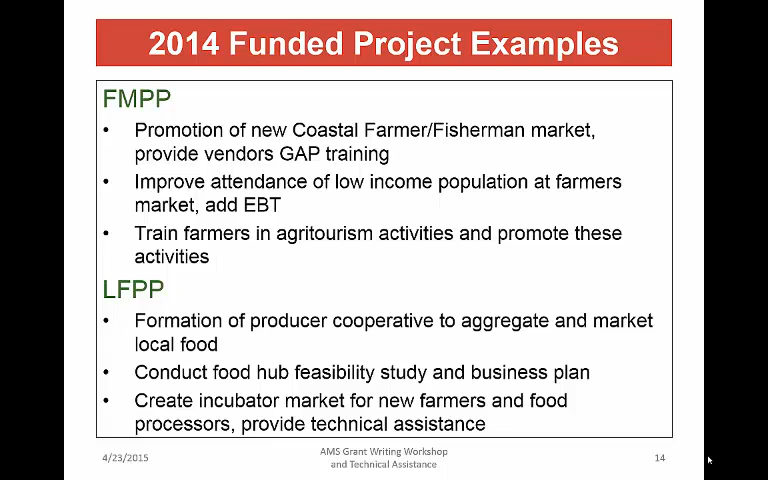 2014 Funded Project Examples
FMPP
• Promotion of new Coastal Farmer/Fisherman market,
provide vendors GAP training
• Improve attendance of low income population at farmers
market, add EBT
• Train farmers in agritourism activities and promote these
activities
LFPP
• Formation of producer cooperative to aggregate and market
local food
• Conduct food hub feasibility study and business plan
• Create incubator market for new farmers and food
processors, provide technical assistance
4/23/2015
AMS Grant Writing Workshop
and Technical Assistance
14